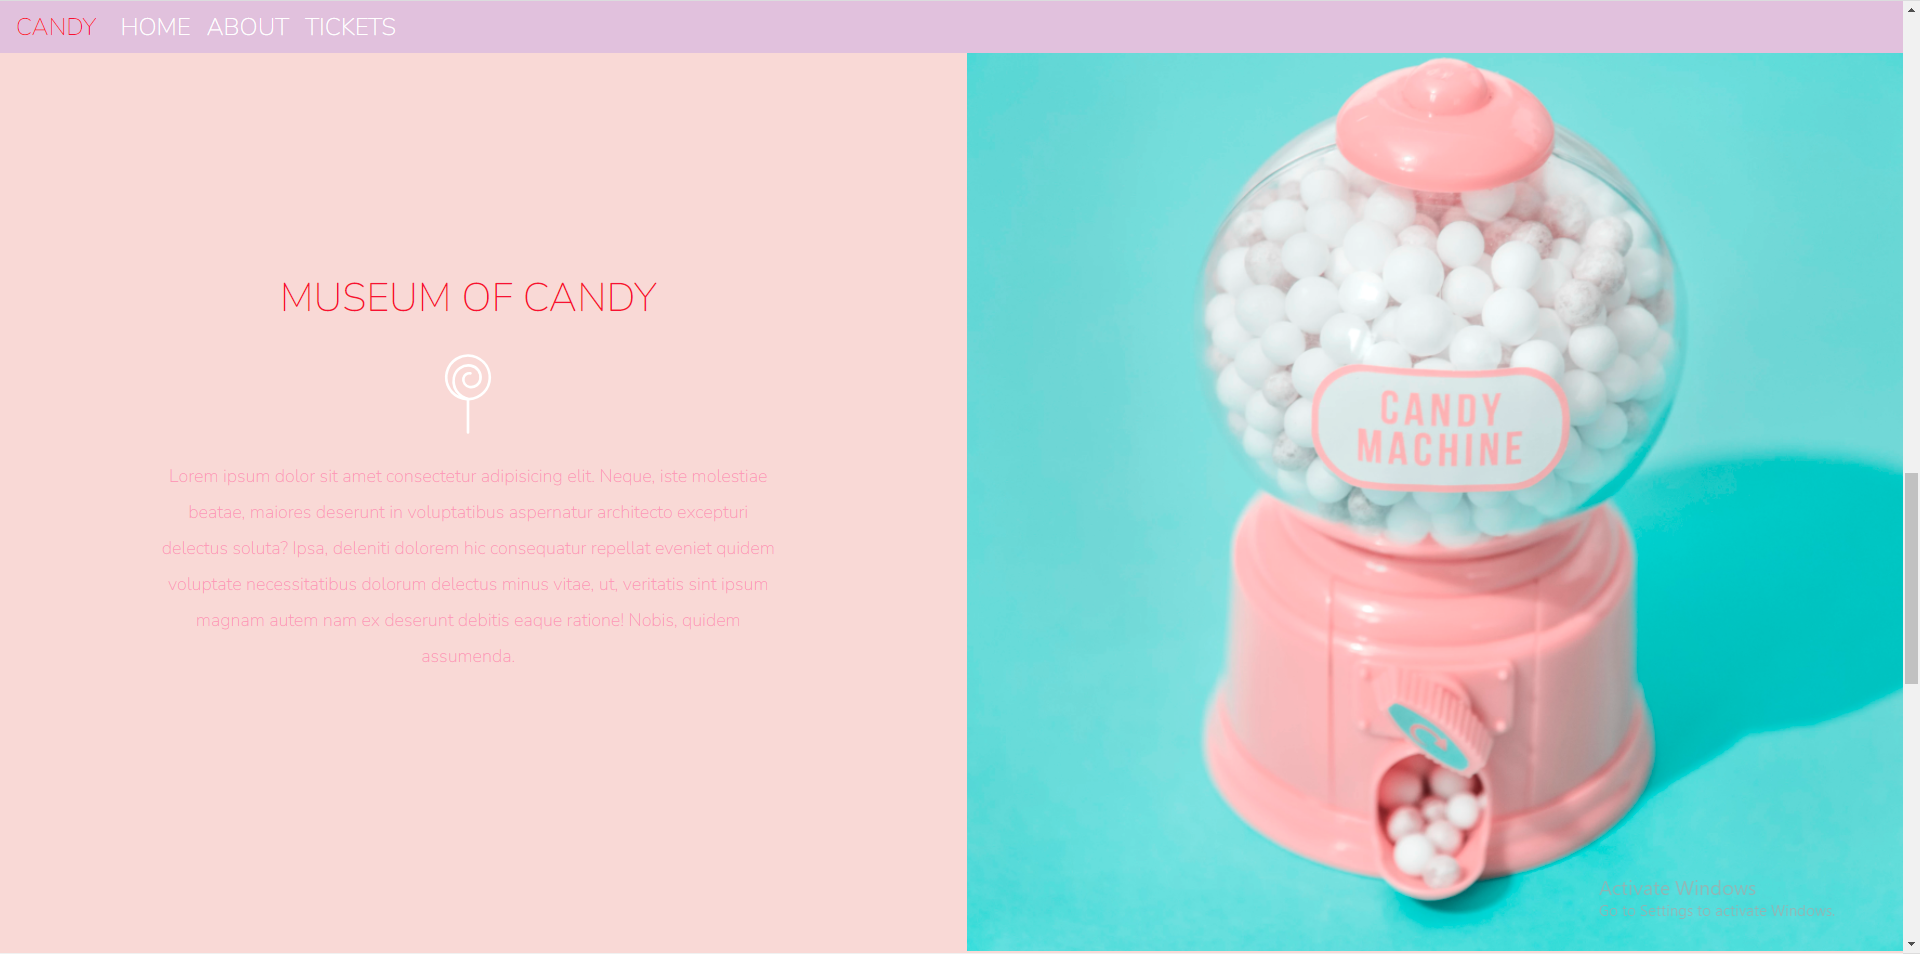 CANDY HOME ABOUT TICKETS
MUSEUM OF CANDY
Lorem ipsum dolor sit amet consectetur adipisicing elit. Neque, iste molestiae
beatae, maiores deserunt in voluptatibus aspernatur architecto excepturi
delectus soluta? Ipsa, deleniti dolorem hic consequatur repellat eveniet quidem
voluptate necessitatibus dolorum delectus minus vitae, ut, veritatis sint ipsum
magnam autem nam ex deserunt debitis eaque ratione! Nobis, quidem
assumenda.
CANDY
MACHINE
Activate Windows
Go to Settings to activate Windows.